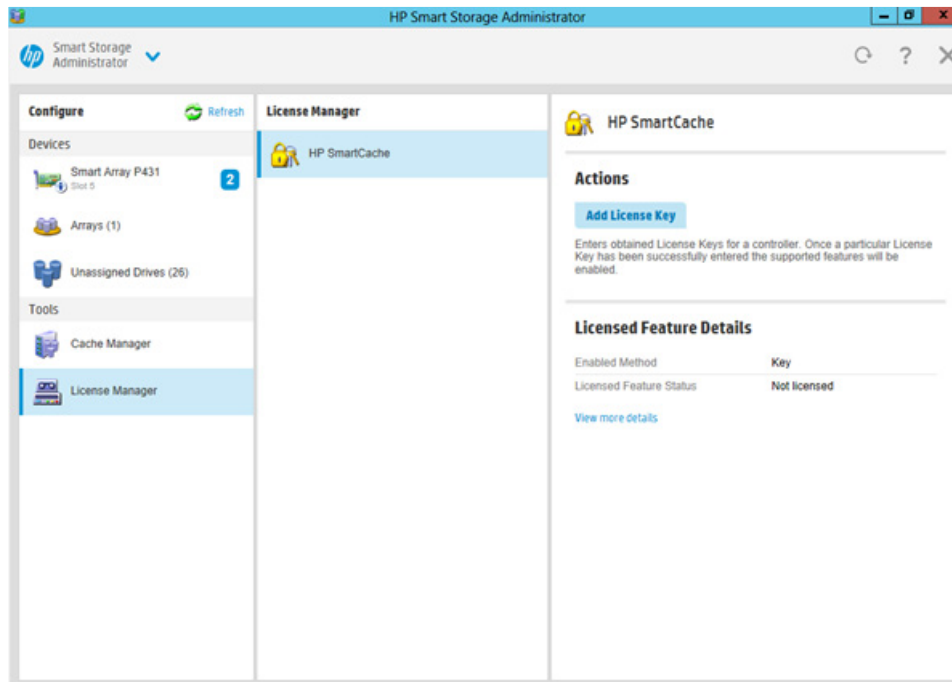 HP Smart Storage Administrator
hp
Smart Storage
Administrator
Configure
Refresh
Devices
Smart Array P431
Slot 5
2
Arrays (1)
Unassigned Drives (26)
Tools
Cache Manager
License Manager
License Manager
HP SmartCache
HP SmartCache
Actions
Add License Key
Enters obtained License Keys for a controller. Once a particular License
Key has been successfully entered the supported features will be
enabled.
Licensed Feature Details
Enabled Method Key
Licensed Feature Status Not licensed
View more details